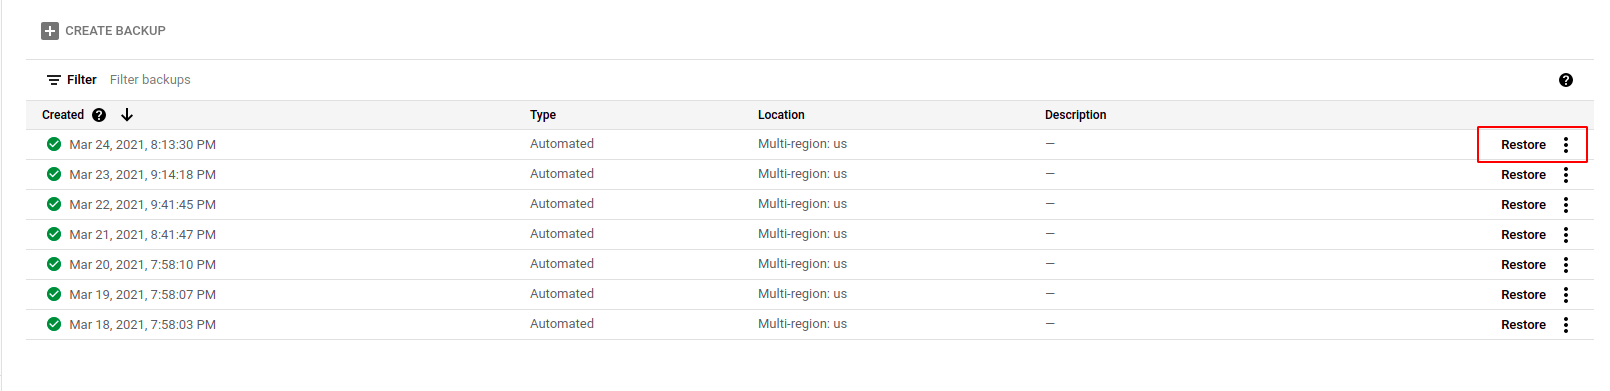 CREATE BACKUP
Filter Filter backups
Created Type Location Description
Mar 24, 2021, 8:13:30 PM Automated Multi-region: us — Restore
Mar 23, 2021, 9:14:18 PM Automated Multi-region: us — Restore
Mar 22, 2021, 9:41:45 PM Automated Multi-region: us — Restore
Mar 21, 2021, 8:41:47 PM Automated Multi-region: us — Restore
Mar 20, 2021, 7:58:10 PM Automated Multi-region: us — Restore
Mar 19, 2021, 7:58:07 PM Automated Multi-region: us — Restore
Mar 18, 2021, 7:58:03 PM Automated Multi-region: us — Restore